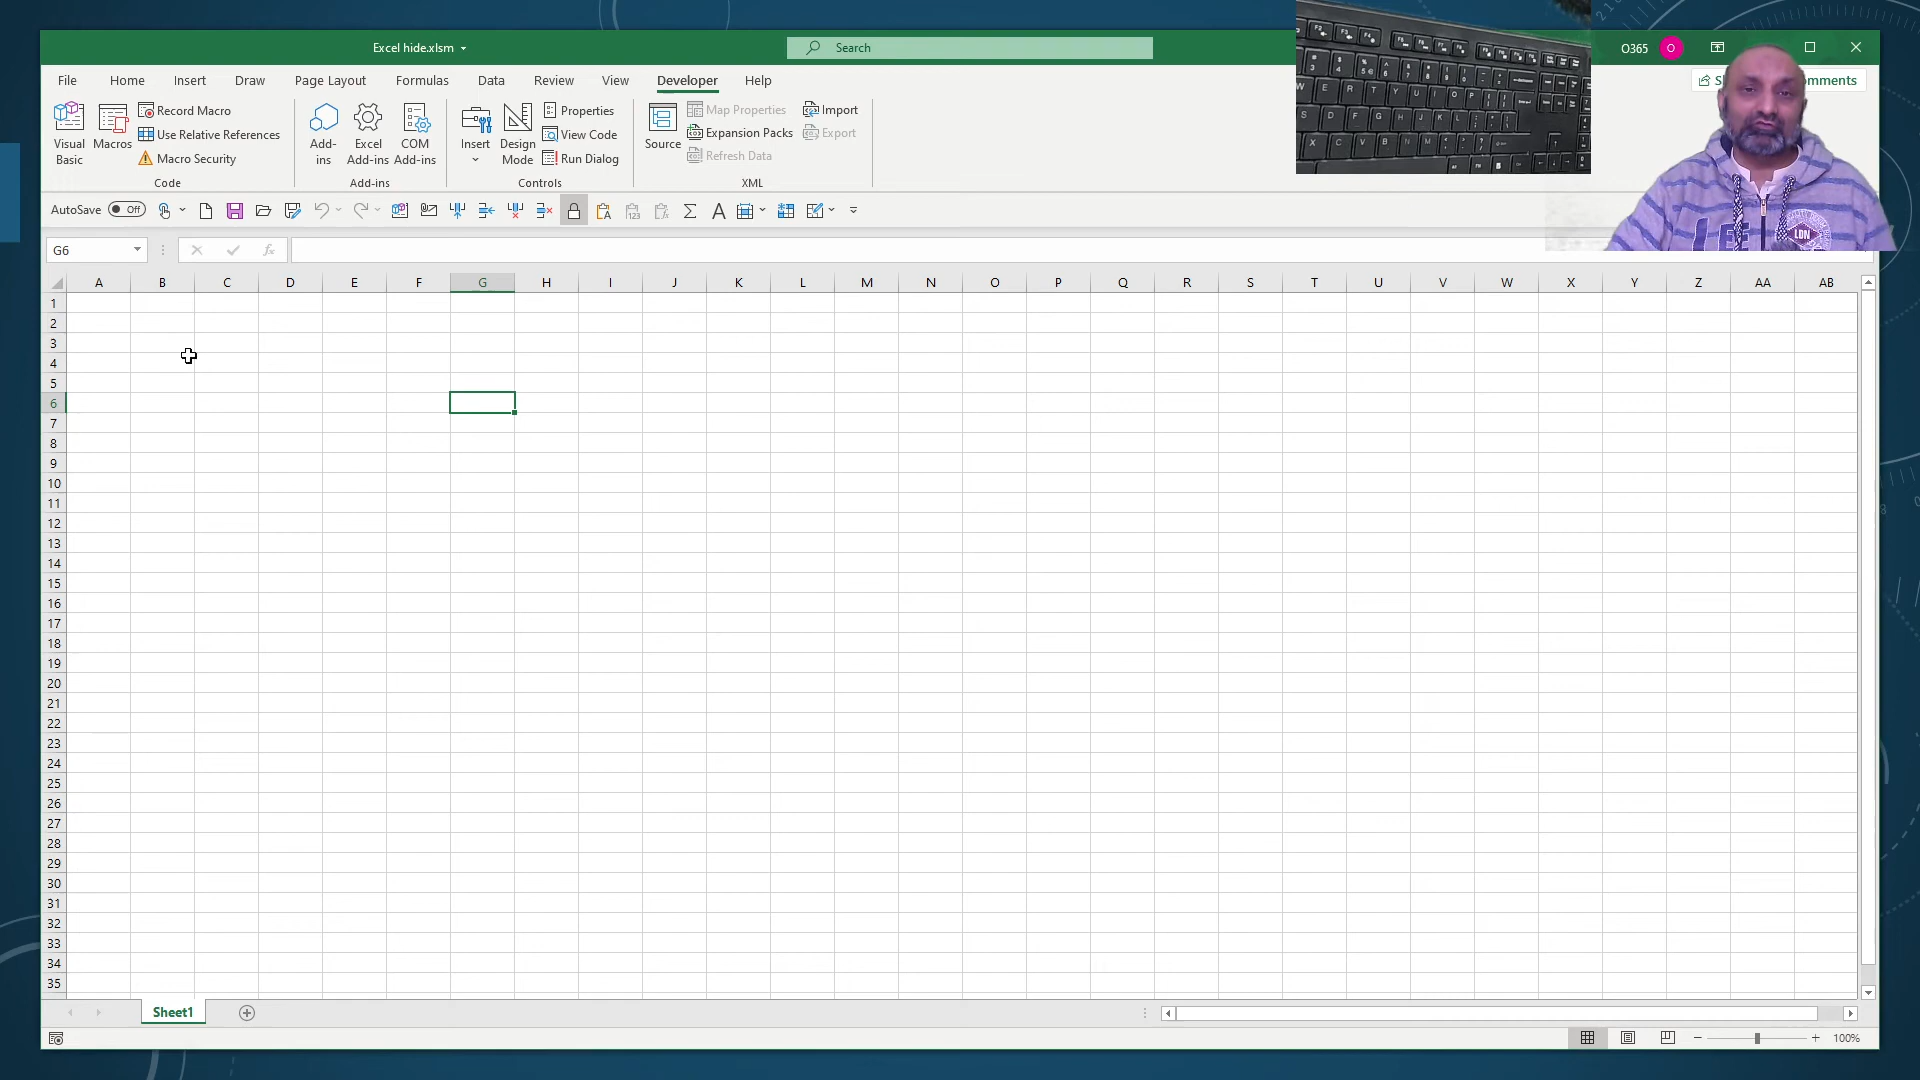 Excel hide.xlsm
Search
O365
File Home Insert Draw Page Layout Formulas Data Review View Developer Help
Visual Basic
Macros
Record Macro
Use Relative References
Macro Security
Code
Add-ins
Excel Add-ins
COM Add-ins
Add-ins
Insert
Design Mode
Properties
View Code
Run Dialog
Controls
Source
Map Properties
Expansion Packs
Refresh Data
Import
Export
XML
AutoSave Off
G6
fx
A B C D E F G H I J K L M N O P Q R S T U V W X Y Z AA AB
1
2
3
4
5
6
7
8
9
10
11
12
13
14
15
16
17
18
19
20
21
22
23
24
25
26
27
28
29
30
31
32
33
34
35
Sheet1
100%